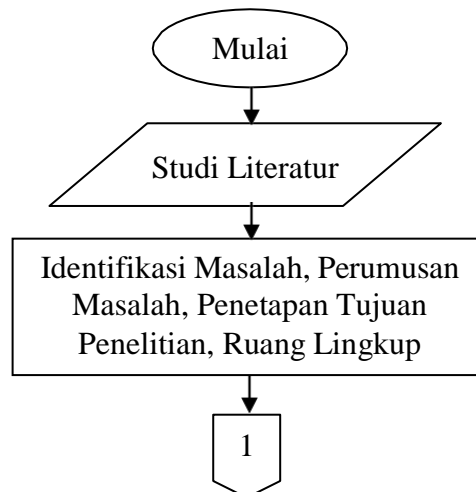 Mulai
Studi Literatur
Identifikasi Masalah, Perumusan
Masalah, Penetapan Tujuan
Penelitian, Ruang Lingkup
1